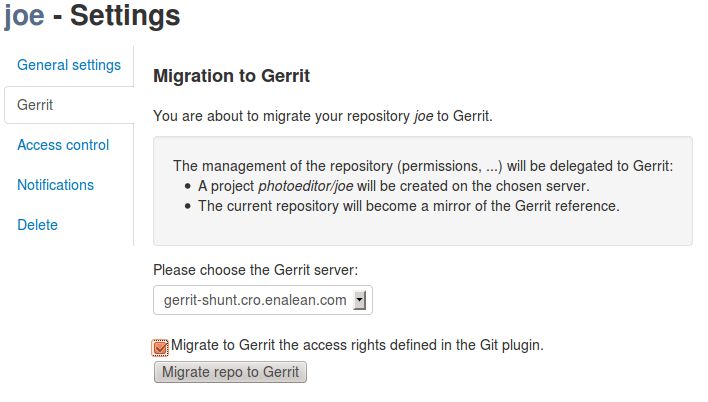 joe - Settings
General settings
Gerrit
Access control
Notifications
Delete
Migration to Gerrit
You are about to migrate your repository joe to Gerrit.
The management of the repository (permissions, ...) will be delegated to Gerrit:
• A project photoeditor/joe will be created on the chosen server.
• The current repository will become a mirror of the Gerrit reference.
Please choose the Gerrit server:
gerrit-shunt.cro.enalean.com
Migrate to Gerrit the access rights defined in the Git plugin.
Migrate repo to Gerrit